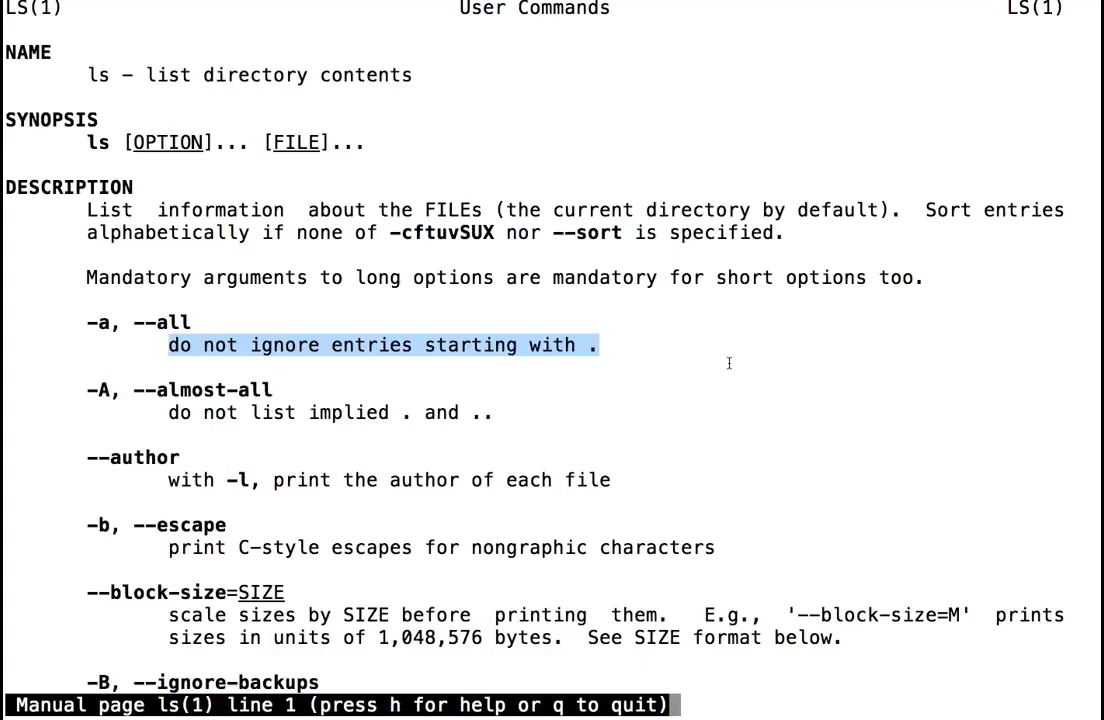 LS(1) User Commands LS(1)
NAME
ls - list directory contents
SYNOPSIS
ls [OPTION]... [FILE]...
DESCRIPTION
List information about the FILEs (the current directory by default). Sort entries
alphabetically if none of -cftuvSUX nor --sort is specified.
Mandatory arguments to long options are mandatory for short options too.
-a, --all
do not ignore entries starting with .
-A, --almost-all
do not list implied . and ..
--author
with -l, print the author of each file
-b, --escape
print C-style escapes for nongraphic characters
--block-size=SIZE
scale sizes by SIZE before printing them. E.g., '--block-size=M' prints
sizes in units of 1,048,576 bytes. See SIZE format below.
-B, --ignore-backups
Manual page ls(1) line 1 (press h for help or q to quit)